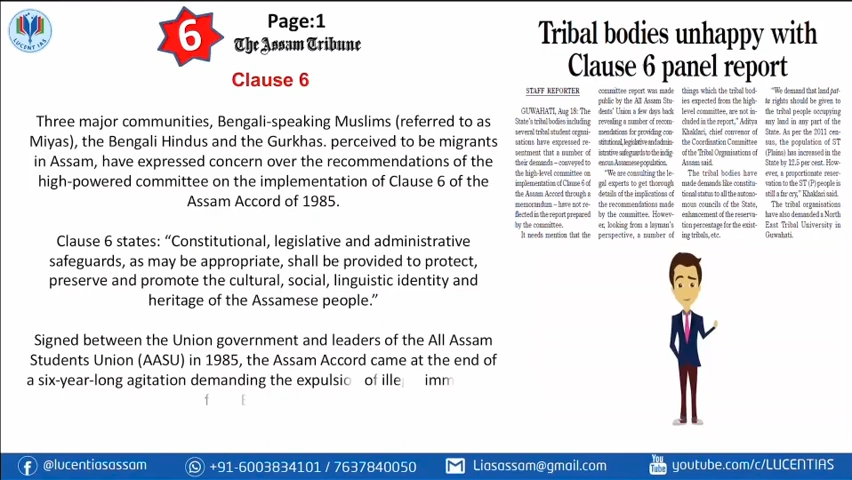 LUCENT IAS
6
Page:1
The Assam Tribune
Clause 6
Three major communities, Bengali-speaking Muslims (referred to as
Miyas), the Bengali Hindus and the Gurkhas. perceived to be migrants
in Assam, have expressed concern over the recommendations of the
high-powered committee on the implementation of Clause 6 of the
Assam Accord of 1985.
Clause 6 states: “Constitutional, legislative and administrative
safeguards, as may be appropriate, shall be provided to protect,
preserve and promote the cultural, social, linguistic identity and
heritage of the Assamese people.”
Signed between the Union government and leaders of the All Assam
Students Union (AASU) in 1985, the Assam Accord came at the end of
a six-year-long agitation demanding the expulsio of ille imm
f
Tribal bodies unhappy with
Clause 6 panel report
STAFF REPORTER
GUWAHATI, Aug 18: The
State's tribal bodies including
several tribal student organi-
sations have expressed re-
sentment that a number of
their demands – conveyed to
the high-level committee on
implementation of Clause 6 of
the Assam Accord through a
memorandum – have not re-
flected in the report prepared
by the committee.
It needs mention that the
committee report was made
public by the All Assam Stu-
dents' Union a few days back
revealing a number of recom-
mendations for providing con-
stitutional, legislative and admin-
istrative safeguards to the indig-
enous Assamese population.
"We are consulting the le-
gal experts to get thorough
details of the implications of
the recommendations made
by the committee. Howev-
er, looking from a layman's
perspective, a number of
things which the tribal bod-
ies expected from the high-
level committee, are not in-
cluded in the report," Aditya
Khaklari, chief convenor of
the Coordination Committee
of the Tribal Organisations of
Assam said.
The tribal bodies have
made demands like constitu-
tional status to all the autono-
mous councils of the State,
enhancement of the reserva-
tion percentage for the exist-
ing tribals, etc.
"We demand that land pat-
ta rights should be given to
the tribal people occupying
any land in any part of the
State. As per the 2011 cen-
sus, the population of ST
(Plains) has increased in the
State by 12.5 per cent. How-
ever, a proportionate reser-
vation to the ST (P) people is
still a far cry," Khaklari said.
The tribal organisations
have also demanded a North
East Tribal University in
Guwahati.
@lucentiasassam
+91-6003834101 / 7637840050
Liasassam@gmail.com
You Tube
youtube.com/c/LUCENTIAS